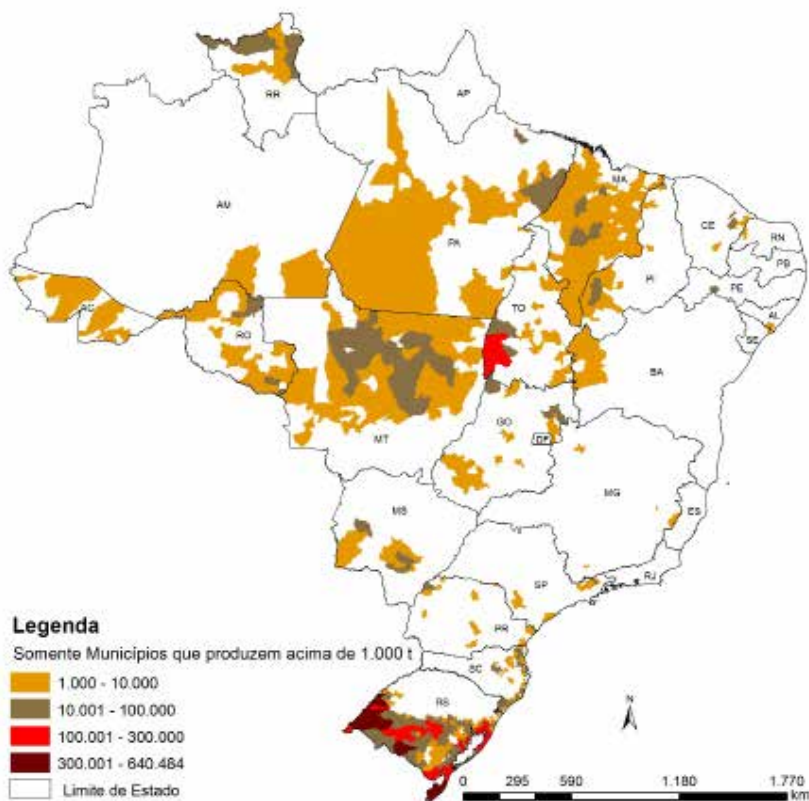 RR
AP
AM
PA
MA
CE
RN
PB
PI
PE
AL
SE
AC
TO
RO
BA
MT
GO
DF
MG
ES
MS
SP
RJ
PR
SC
RS
N
Legenda
Somente Municípios que produzem acima de 1.000 t
1.000 - 10.000
10.001 - 100.000
100.001 - 300.000
300.001 - 640.484
Limite de Estado
0 295 590 1.180 1.770
km